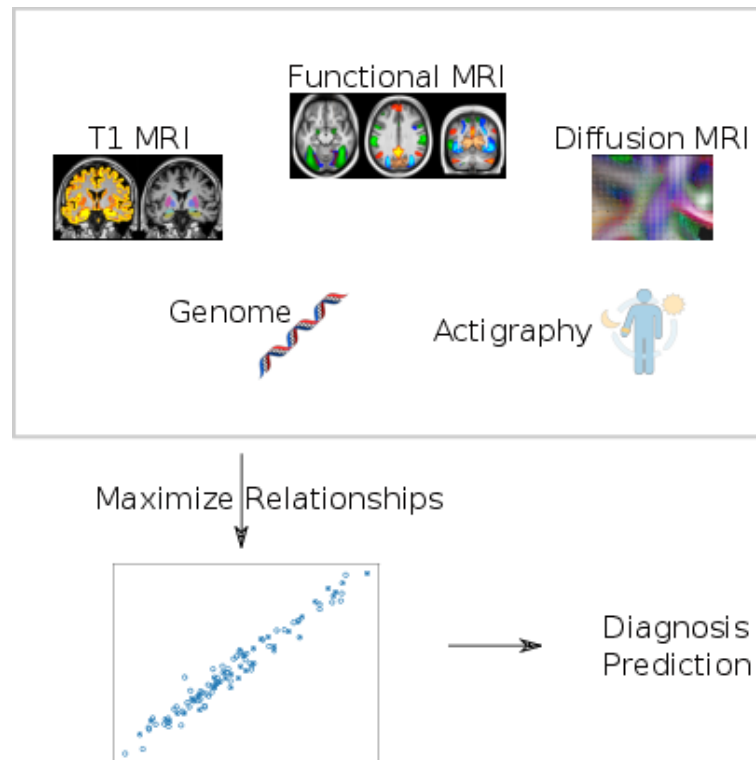 Functional MRI
T1 MRI
Diffusion MRI
Genome
Actigraphy
Maximize Relationships
Diagnosis
Prediction